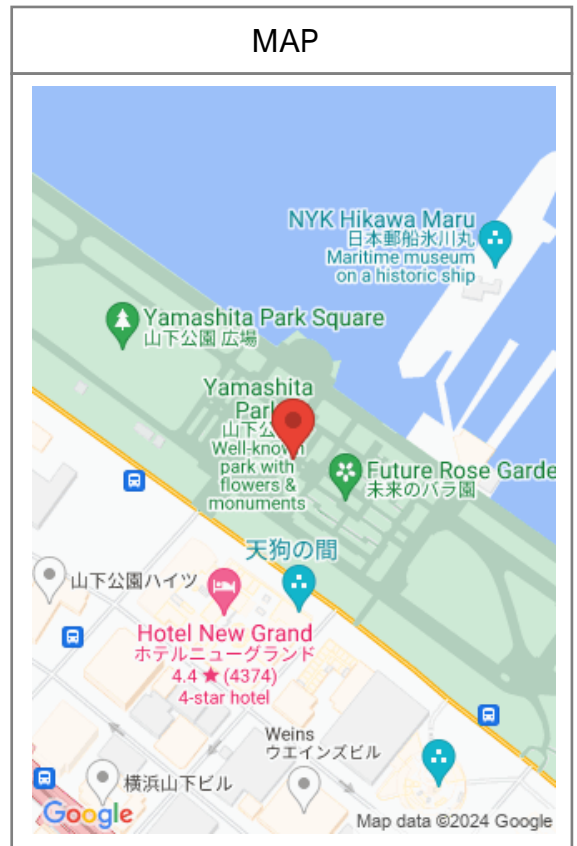 MAP
NYK Hikawa Maru
日本郵船氷川丸
Maritime museum
on a historic ship
Yamashita Park Square
山下公園 広場
Yamashita
Park
山下公
Well-known
park with
flowers &
monuments
Future Rose Garde
未来のバラ園
天狗の間
山下公園ハイツ
Hotel New Grand
ホテルニューグランド
4.4 ★ (4374)
4-star hotel
Weins
ウエインズビル
横浜山下ビル
Google
Map data ©2024 Google